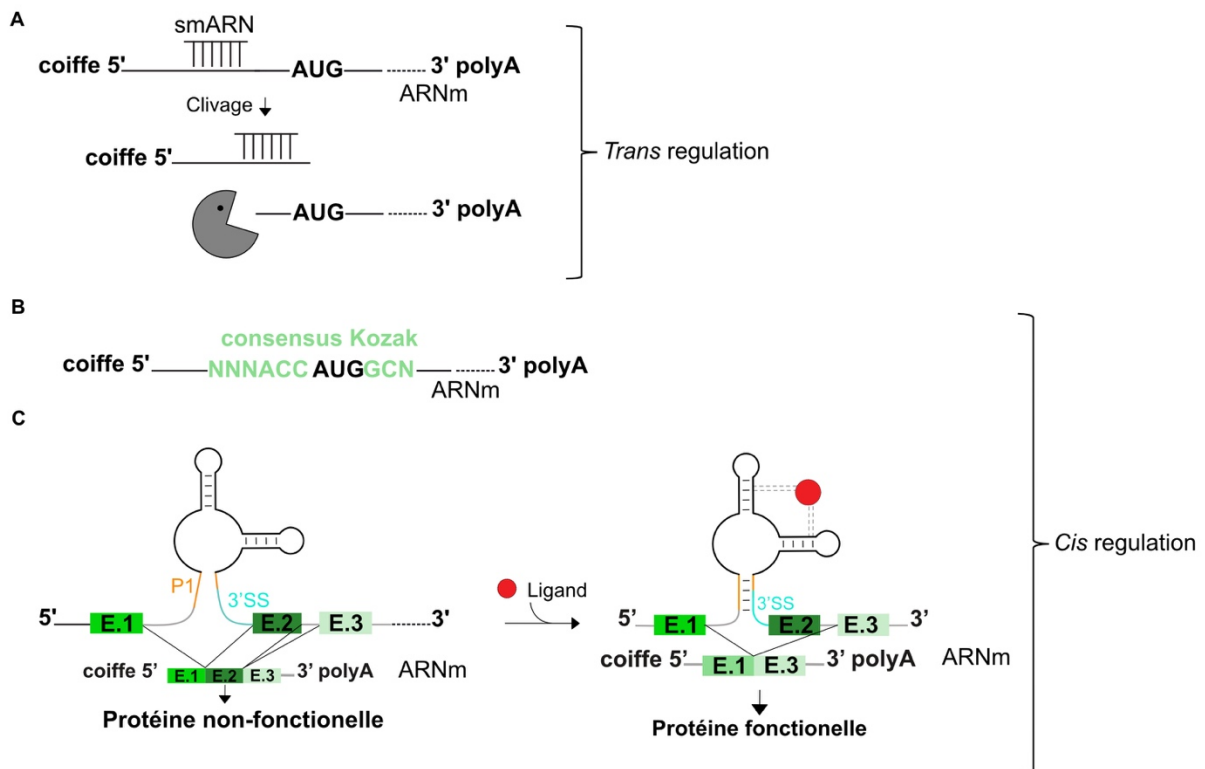 A
smARN
coiffe 5' AUG 3' polyA
ARNm
Clivage
coiffe 5'
AUG 3' polyA
Trans regulation
B
consensus Kozak
coiffe 5' NNNACC AUGGCN 3' polyA
ARNm
C
P1
3'SS
5' E.1 E.2 E.3 3'
coiffe 5' E.1 E.2 E.3 3' polyA ARNm
Protéine non-fonctionelle
Ligand
3'SS
5' E.1 E.2 E.3 3'
coiffe 5' E.1 E.3 3' polyA ARNm
Protéine fonctionelle
Cis regulation